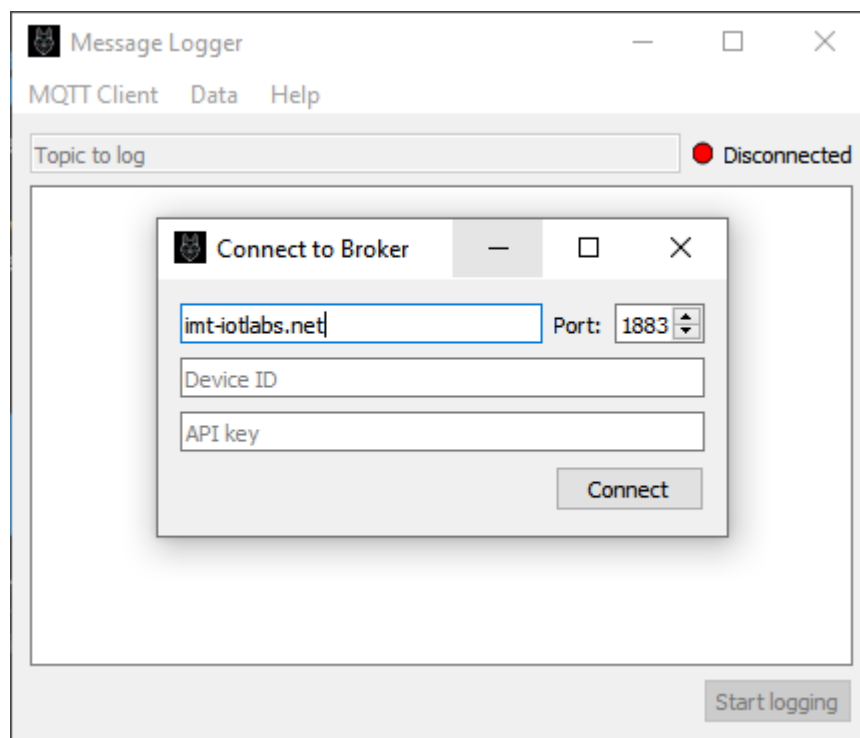 Message Logger
MQTT Client Data Help
Topic to log Disconnected
Connect to Broker
imt-iotlabs.net Port: 1883
Device ID
API key
Connect
Start logging